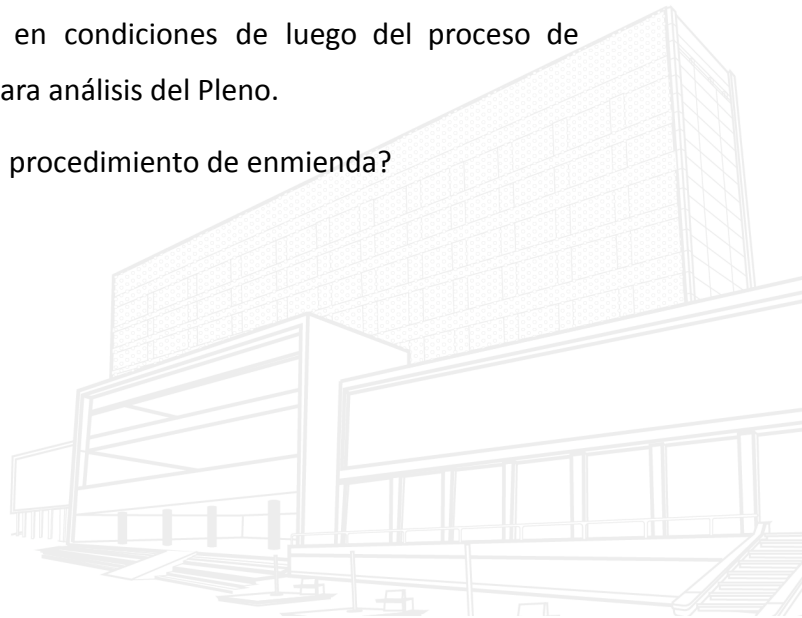 en condiciones de luego del proceso de
ara análisis del Pleno.
procedimiento de enmienda?